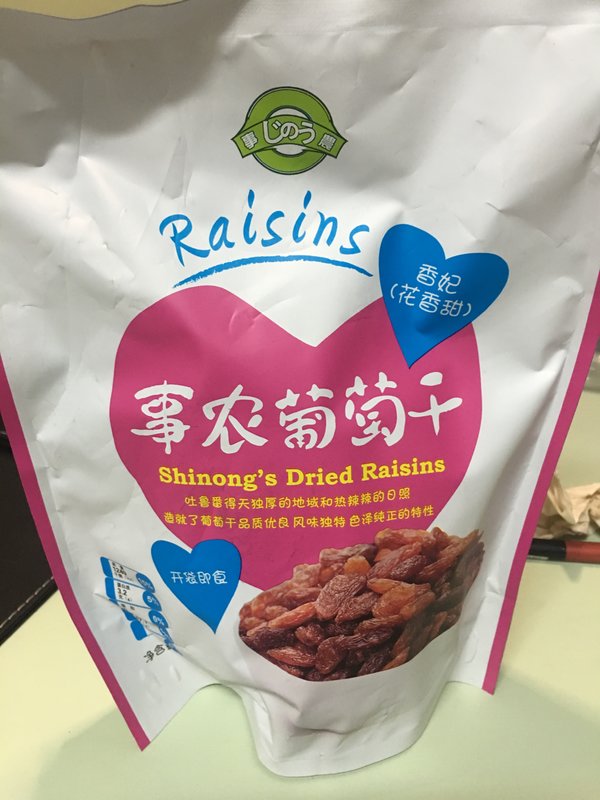 事 じのう 農
Raisins
香妃
(花香甜)
事农葡萄干
Shinong's Dried Raisins
吐鲁番得天独厚的地域和热辣辣的日照
造就了葡萄干品质优良 风味独特 色泽纯正的特性
开袋即食
净含